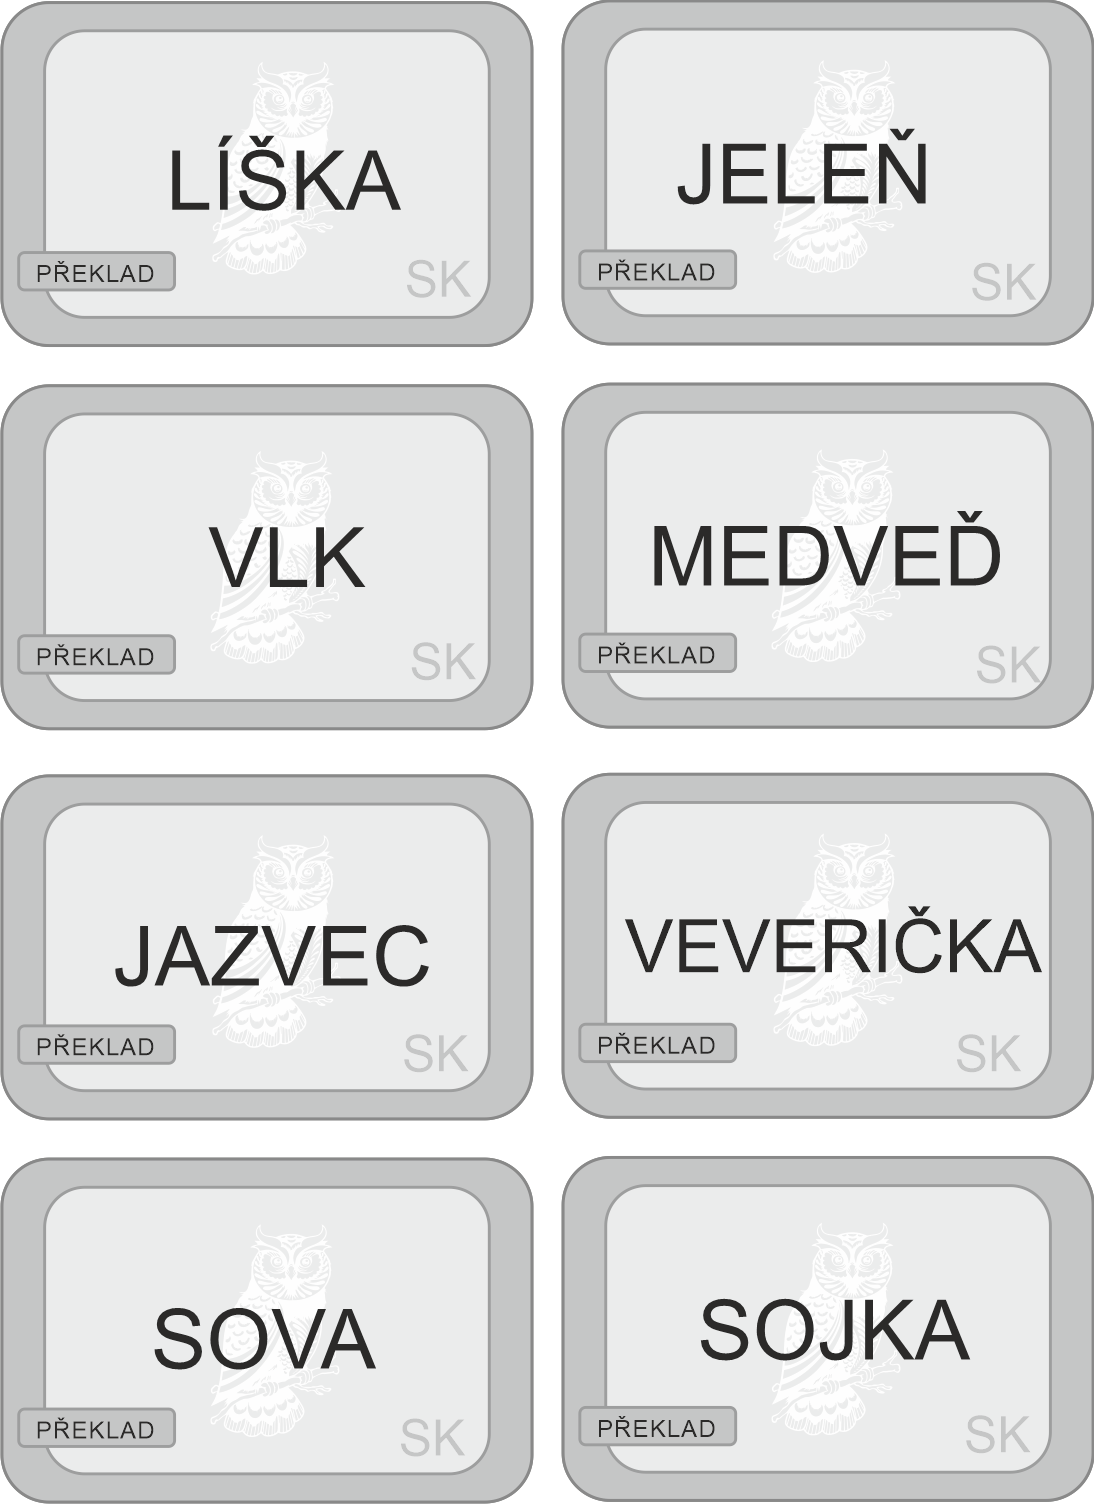 LÍŠKA
PŘEKLAD
SK
JELEŇ
PŘEKLAD
SK
VLK
PŘEKLAD
SK
MEDVEĎ
PŘEKLAD
SK
JAZVEC
PŘEKLAD
SK
VEVERIČKA
PŘEKLAD
SK
SOVA
PŘEKLAD
SK
SOJKA
PŘEKLAD
SK